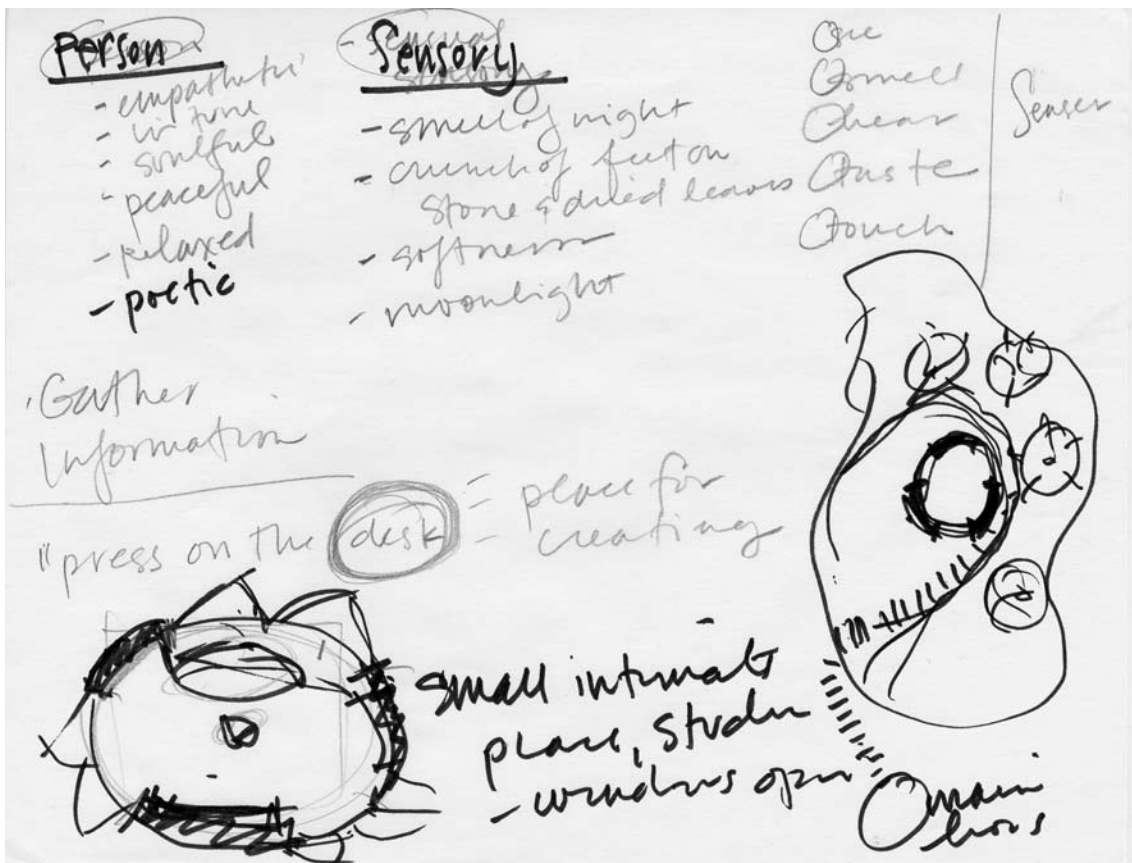 Person
- empathetic
- in tune
- soulful
- peaceful
- relaxed
- poetic
Sensory
- sensual
- smell of night
- crunch of feet on
stone & dried leaves
- softness
- moonlight
smell
hear
taste
touch
Senses
Gather
Information
"press on the desk = place for
creating
small intimate
place, studio
- windows open
main